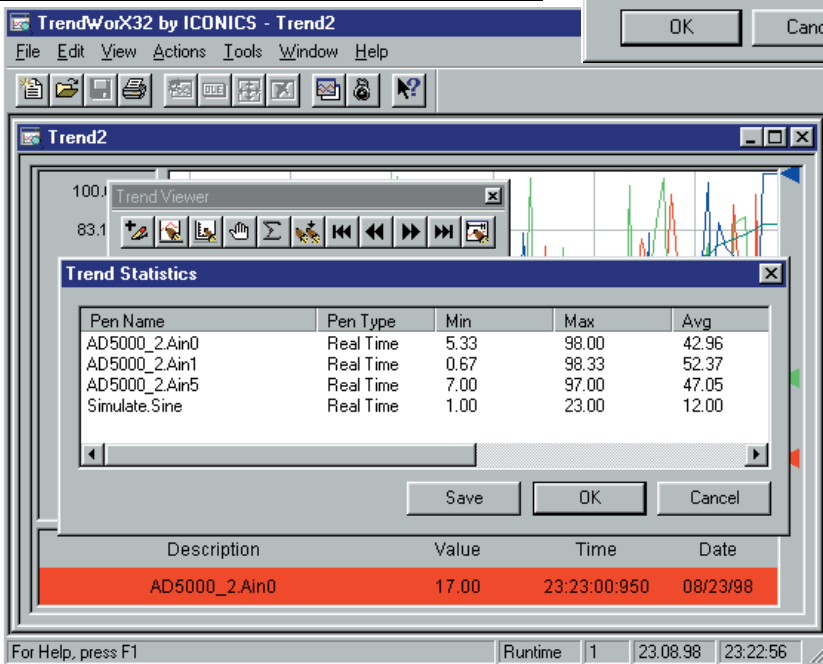 OK Canc
TrendWorX32 by ICONICS - Trend2
File Edit View Actions Tools Window Help
OLE
Trend2
100.0
Trend Viewer
83.1
Trend Statistics
Pen Name Pen Type Min Max Avg
AD5000_2.Ain0 Real Time 5.33 98.00 42.96
AD5000_2.Ain1 Real Time 0.67 98.33 52.37
AD5000_2.Ain5 Real Time 7.00 97.00 47.05
Simulate.Sine Real Time 1.00 23.00 12.00
Save OK Cancel
Description Value Time Date
AD5000_2.Ain0 17.00 23:23:00:950 08/23/98
For Help, press F1 Runtime 1 23.08.98 23:22:56